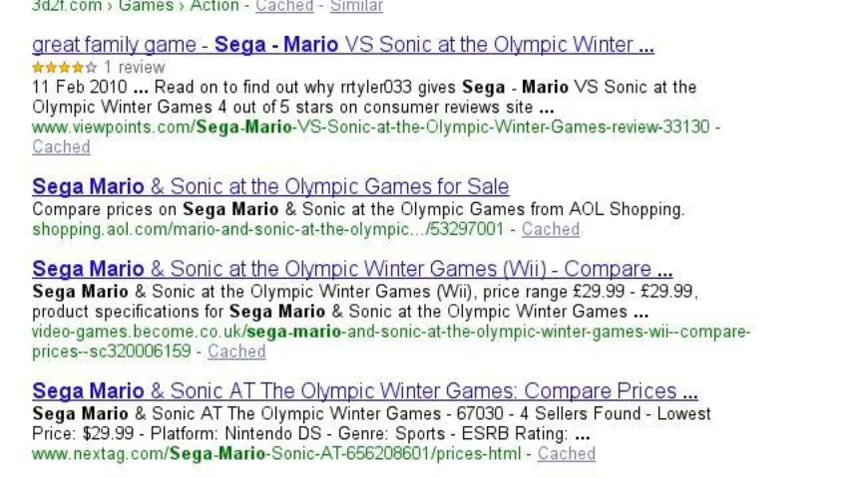 3d2f.com › Games › Action - Cached - Similar
great family game - Sega - Mario VS Sonic at the Olympic Winter ...
★★★★☆ 1 review
11 Feb 2010 ... Read on to find out why rrtyler033 gives Sega - Mario VS Sonic at the
Olympic Winter Games 4 out of 5 stars on consumer reviews site ...
www.viewpoints.com/Sega-Mario-VS-Sonic-at-the-Olympic-Winter-Games-review-33130 -
Cached
Sega Mario & Sonic at the Olympic Games for Sale
Compare prices on Sega Mario & Sonic at the Olympic Games from AOL Shopping.
shopping.aol.com/mario-and-sonic-at-the-olympic.../53297001 - Cached
Sega Mario & Sonic at the Olympic Winter Games (Wii) - Compare ...
Sega Mario & Sonic at the Olympic Winter Games (Wii), price range £29.99 - £29.99,
product specifications for Sega Mario & Sonic at the Olympic Winter Games ...
video-games.become.co.uk/sega-mario-and-sonic-at-the-olympic-winter-games-wii--compare-
prices--sc320006159 - Cached
Sega Mario & Sonic AT The Olympic Winter Games: Compare Prices ...
Sega Mario & Sonic AT The Olympic Winter Games - 67030 - 4 Sellers Found - Lowest
Price: $29.99 - Platform: Nintendo DS - Genre: Sports - ESRB Rating: ...
www.nextag.com/Sega-Mario-Sonic-AT-656208601/prices-html - Cached